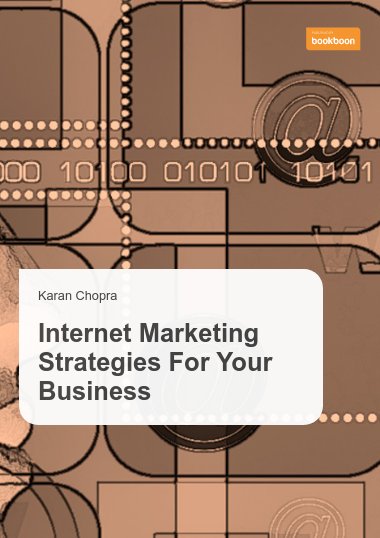 bookboon
000 10100 010101 10101
@
W
Karan Chopra
Internet Marketing
Strategies For Your
Business
@
@